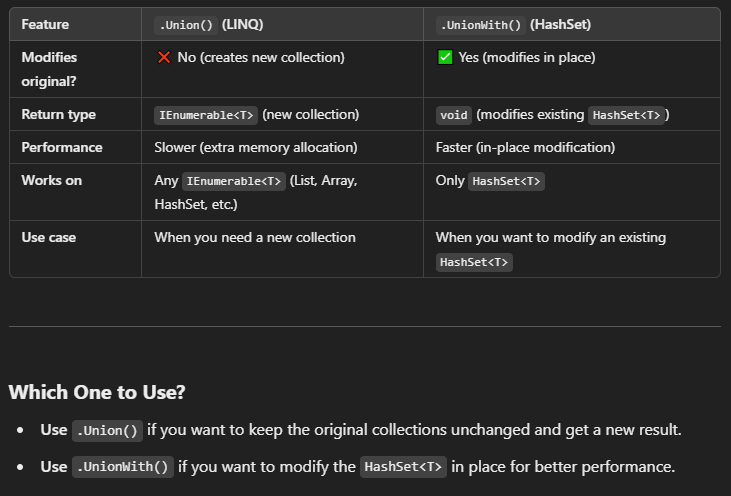 Feature .Union() (LINQ) .UnionWith() (HashSet)
Modifies ❌ No (creates new collection) ✅ Yes (modifies in place)
original?
Return type IEnumerable<T> (new collection) void (modifies existing HashSet<T>)
Performance Slower (extra memory allocation) Faster (in-place modification)
Works on Any IEnumerable<T> (List, Array, Only HashSet<T>
HashSet, etc.)
Use case When you need a new collection When you want to modify an existing
HashSet<T>
Which One to Use?
• Use .Union() if you want to keep the original collections unchanged and get a new result.
• Use .UnionWith() if you want to modify the HashSet<T> in place for better performance.